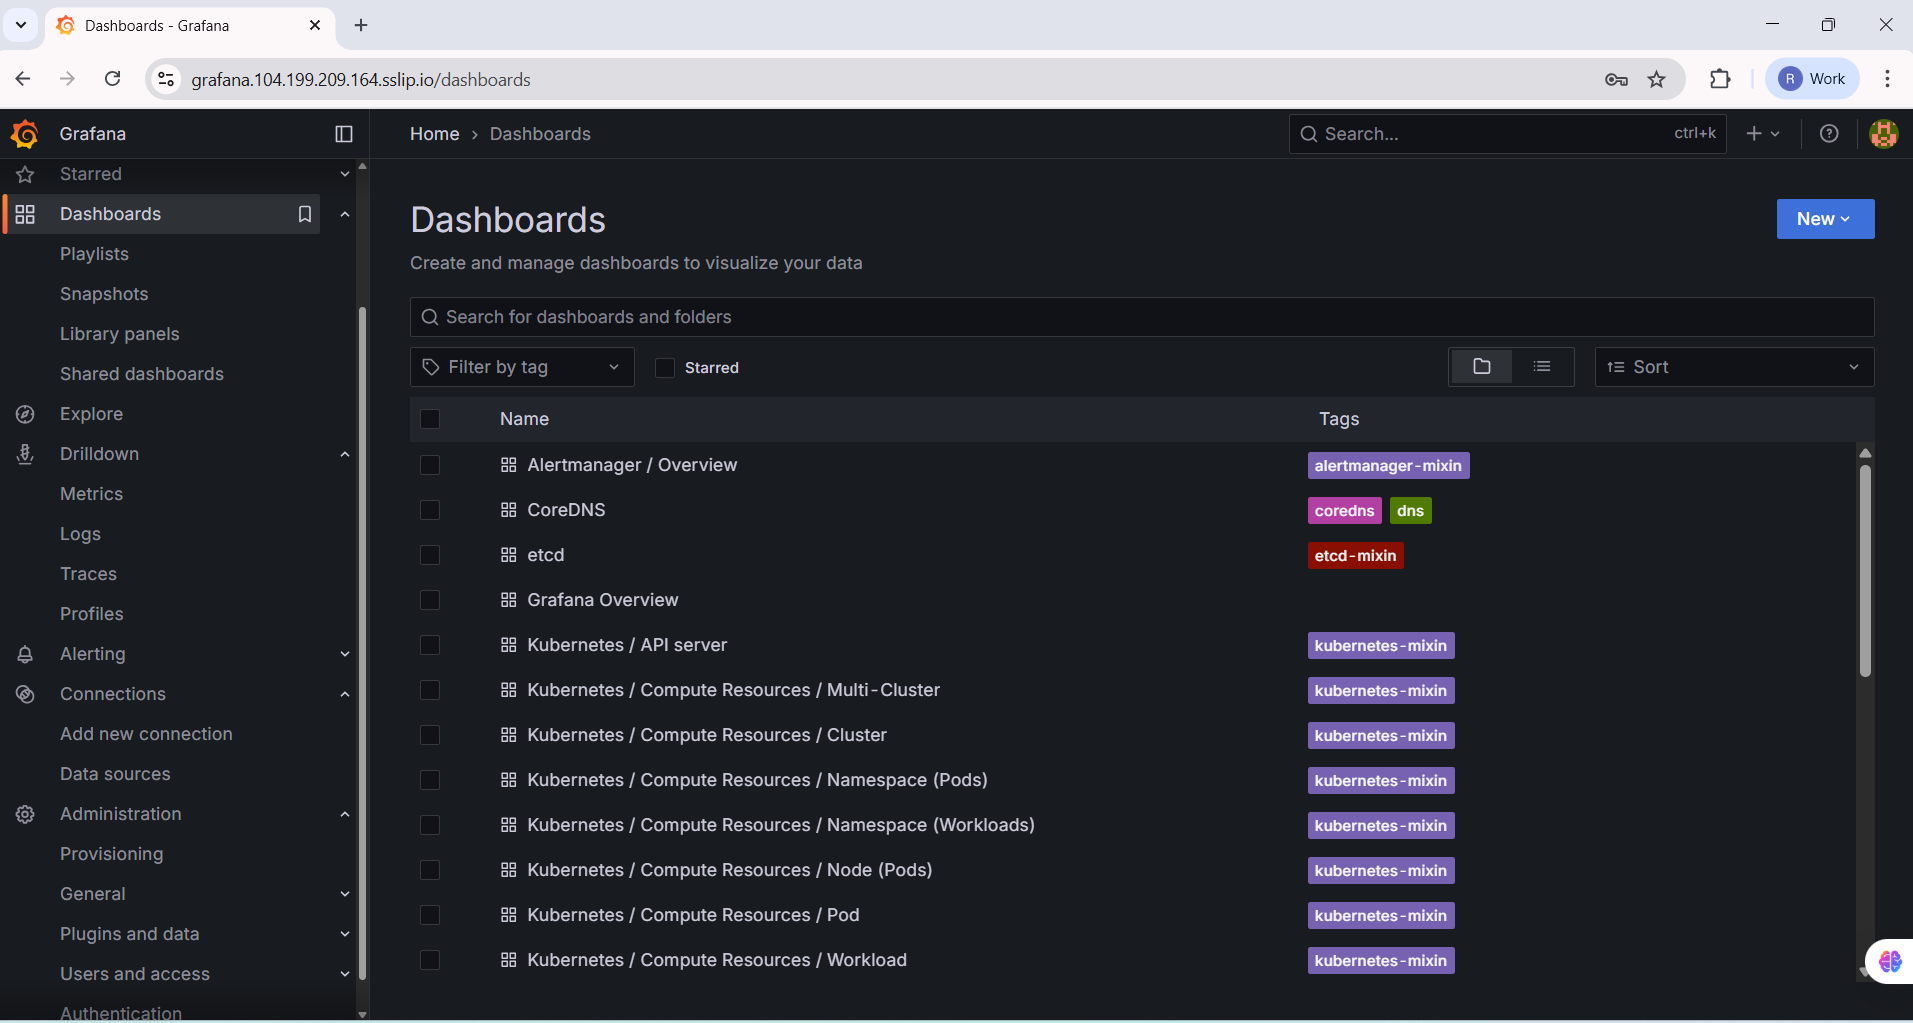 Dashboards - Grafana
grafana.104.199.209.164.sslip.io/dashboards
R Work
Grafana
Home › Dashboards
Search... ctrl+k
Starred
Dashboards
Playlists
Snapshots
Library panels
Shared dashboards
Explore
Drilldown
Metrics
Logs
Traces
Profiles
Alerting
Connections
Add new connection
Data sources
Administration
Provisioning
General
Plugins and data
Users and access
Authentication
Dashboards
New
Create and manage dashboards to visualize your data
Search for dashboards and folders
Filter by tag Starred Sort
Name Tags
Alertmanager / Overview alertmanager-mixin
CoreDNS coredns dns
etcd etcd-mixin
Grafana Overview
Kubernetes / API server kubernetes-mixin
Kubernetes / Compute Resources / Multi-Cluster kubernetes-mixin
Kubernetes / Compute Resources / Cluster kubernetes-mixin
Kubernetes / Compute Resources / Namespace (Pods) kubernetes-mixin
Kubernetes / Compute Resources / Namespace (Workloads) kubernetes-mixin
Kubernetes / Compute Resources / Node (Pods) kubernetes-mixin
Kubernetes / Compute Resources / Pod kubernetes-mixin
Kubernetes / Compute Resources / Workload kubernetes-mixin